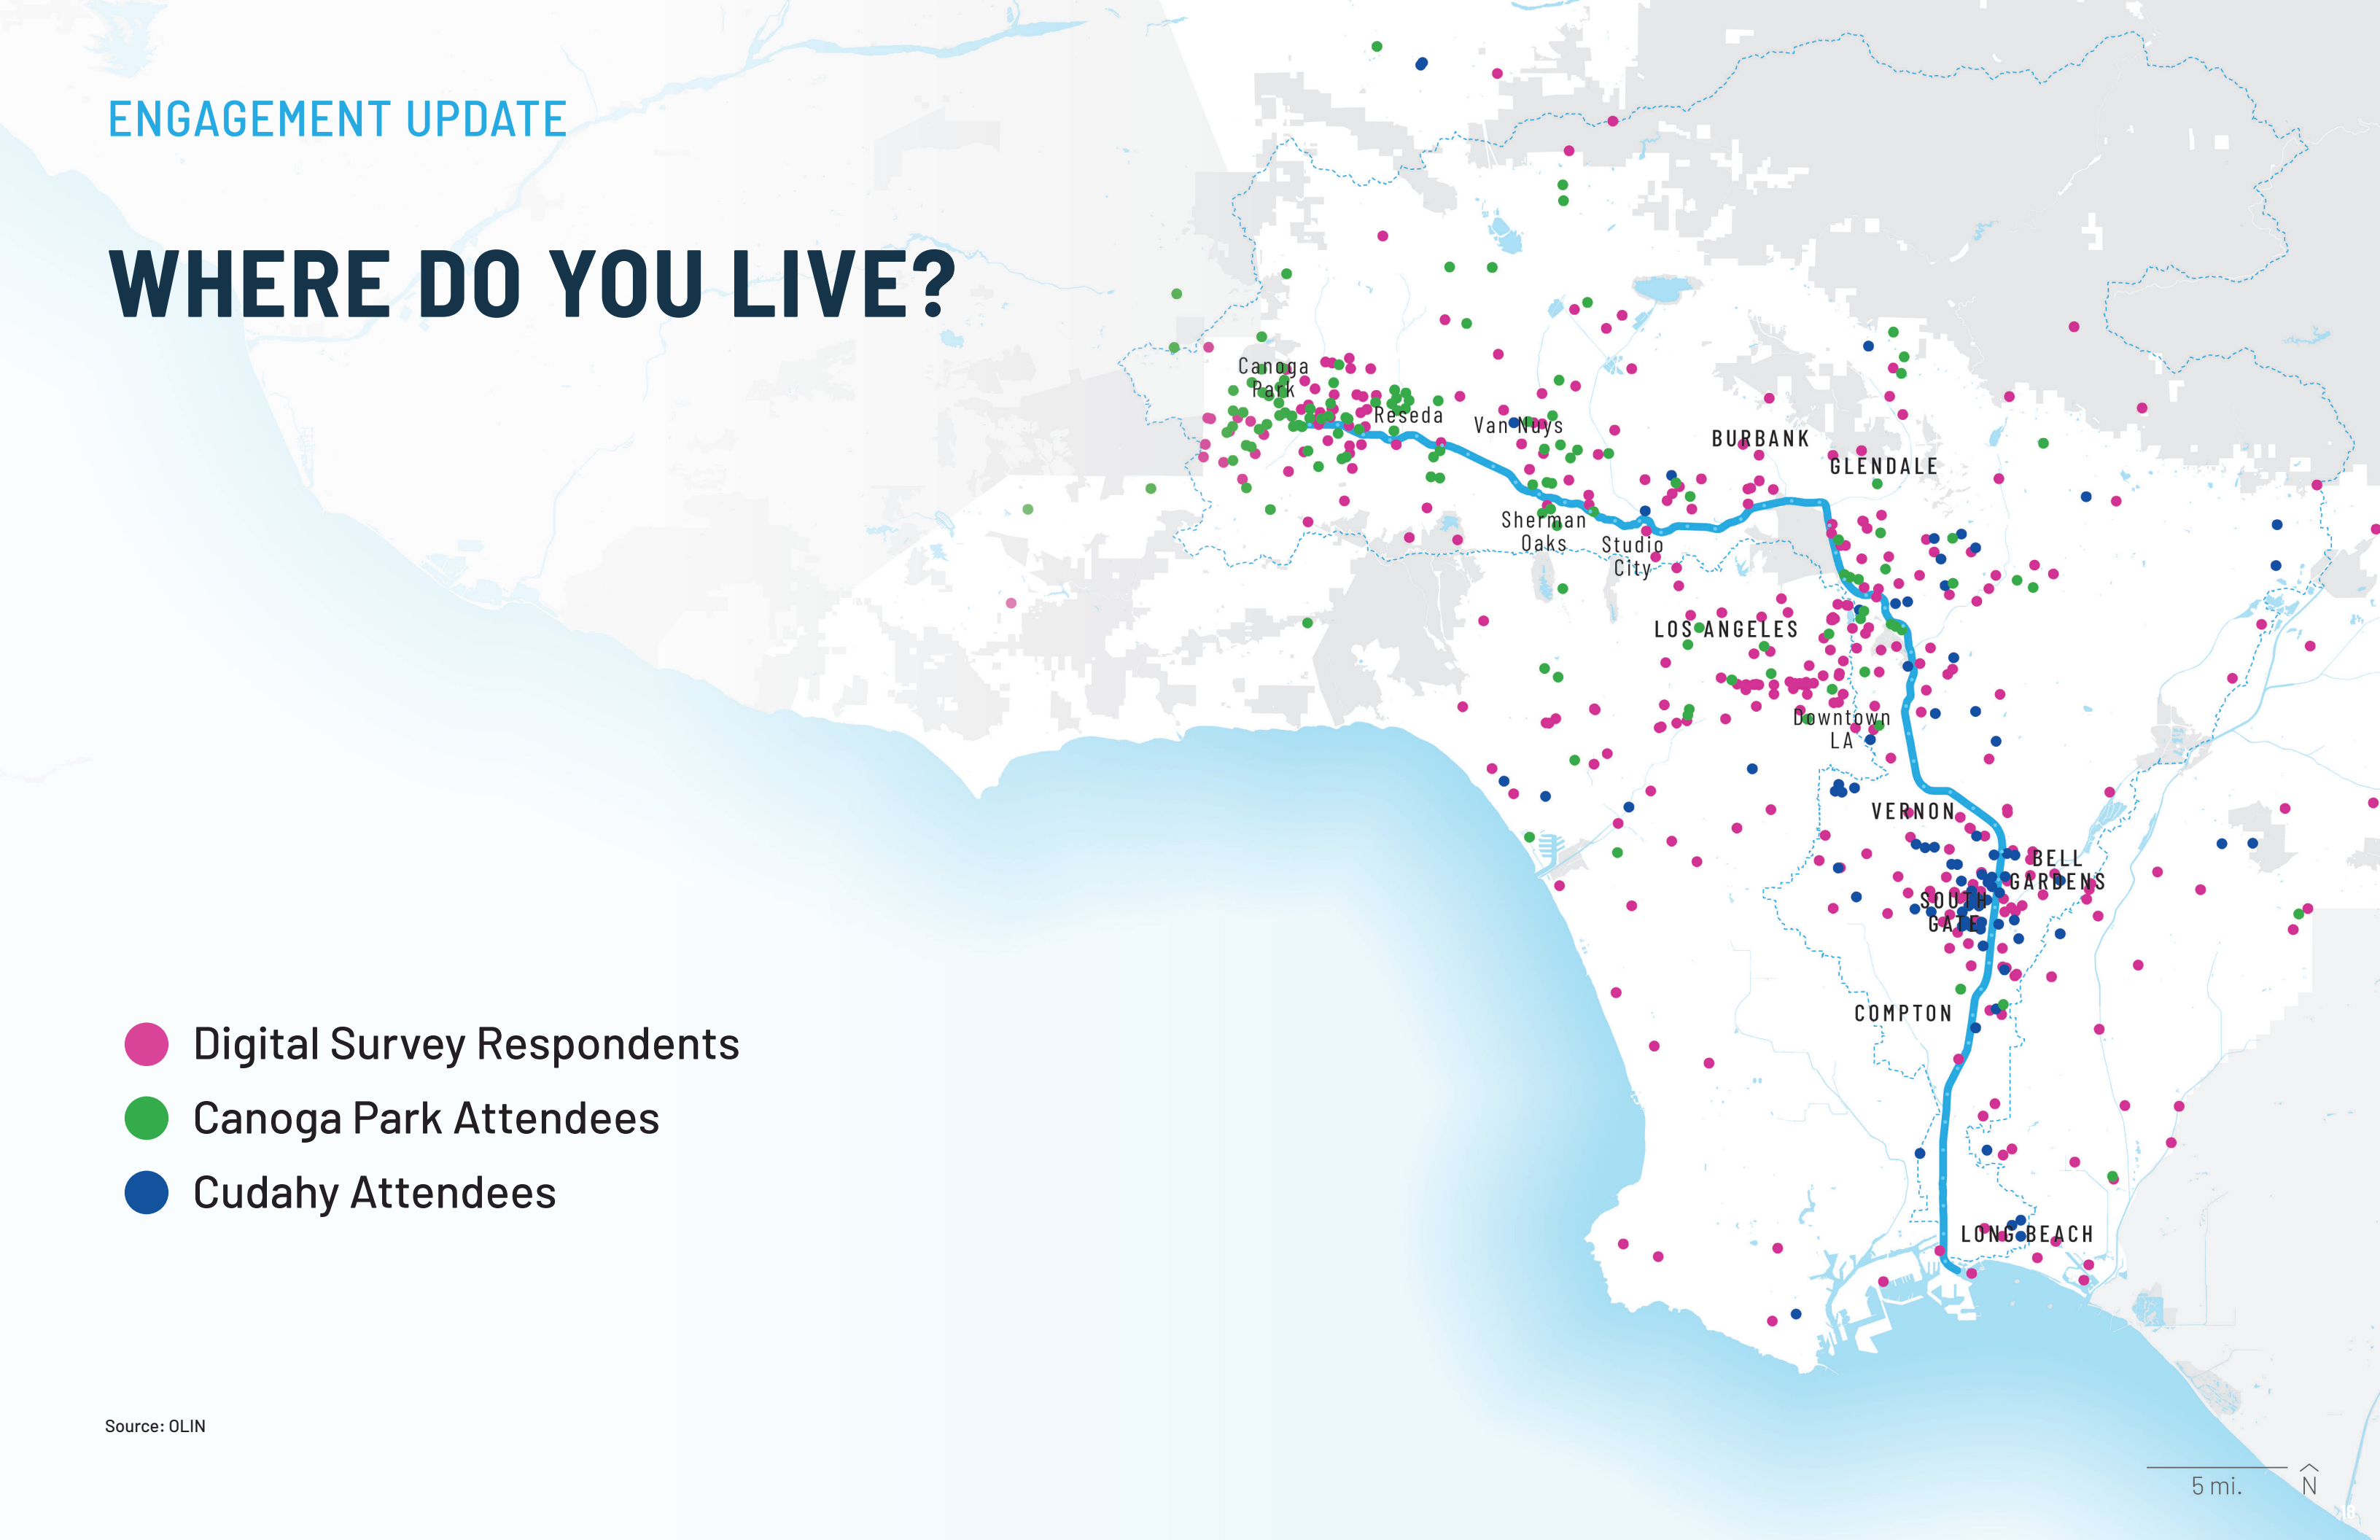 ENGAGEMENT UPDATE
WHERE DO YOU LIVE?
Canoga
Park
Reseda
Van Nuys
BURBANK
GLENDALE
Sherman
Oaks
Studio
City
LOS ANGELES
Downtown
LA
VERNON
BELL
GARDENS
SOUTH
GATE
COMPTON
LONG BEACH
Digital Survey Respondents
Canoga Park Attendees
Cudahy Attendees
Source: OLIN
5 mi.
N
18